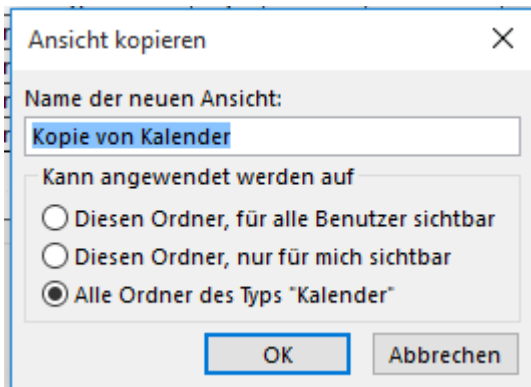 Ansicht kopieren
Name der neuen Ansicht:
Kopie von Kalender
Kann angewendet werden auf
Diesen Ordner, für alle Benutzer sichtbar
Diesen Ordner, nur für mich sichtbar
Alle Ordner des Typs "Kalender"
OK Abbrechen